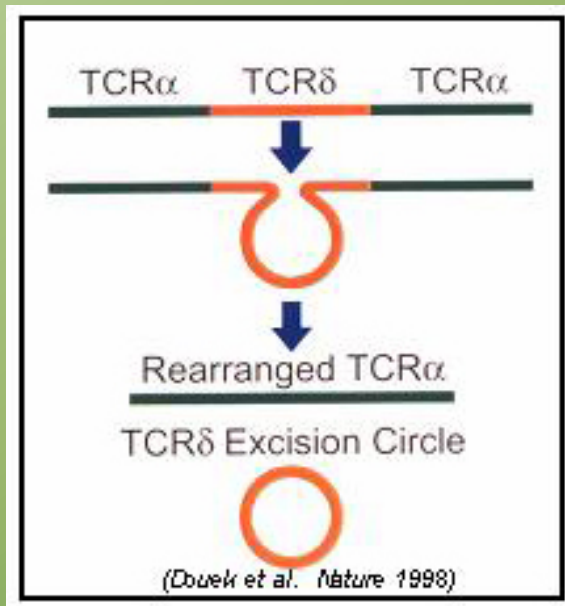 TCRα TCRδ TCRα
Rearranged TCRα
TCRδ Excision Circle
(Douek et al. Nature 1998)